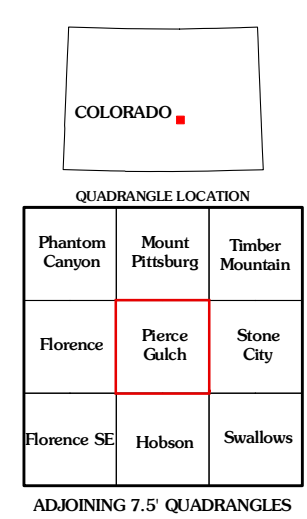 COLORADO
QUADRANGLE LOCATION
Phantom
Canyon
Mount
Pittsburg
Timber
Mountain
Florence
Pierce
Gulch
Stone
City
Florence SE
Hobson
Swallows
ADJOINING 7.5' QUADRANGLES